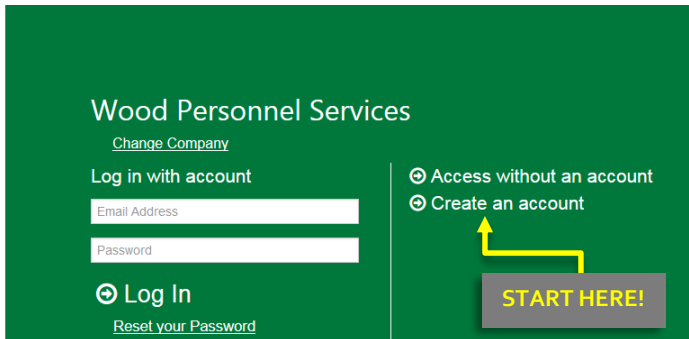 Wood Personnel Services
Change Company
Log in with account
Email Address
Password
Log In
Reset your Password
Access without an account
Create an account
START HERE!